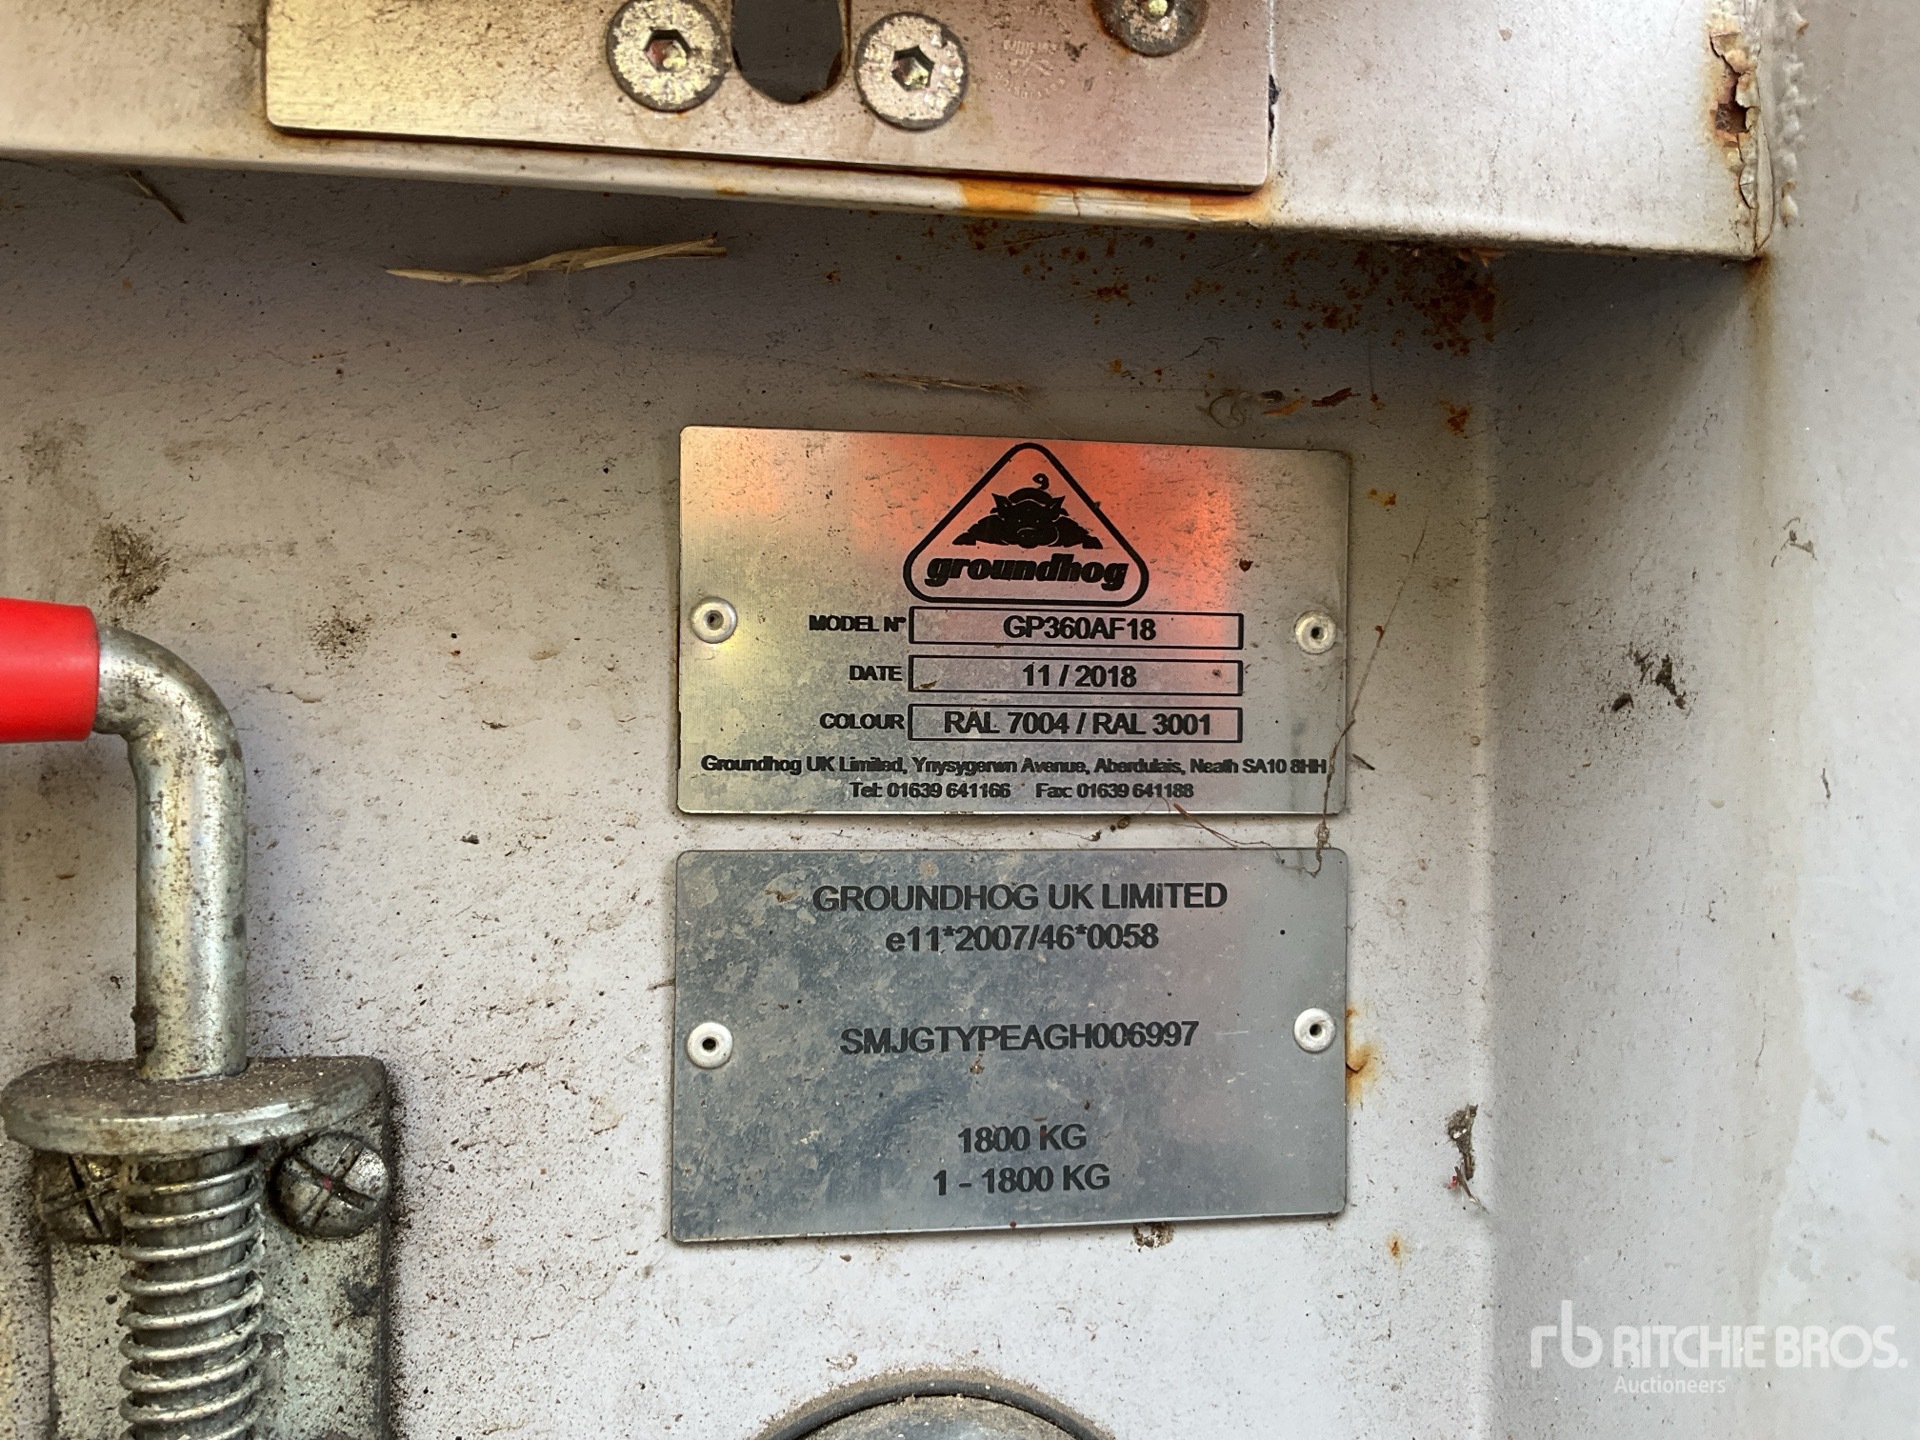 groundhog
MODEL N° GP360AF18
DATE 11 / 2018
COLOUR RAL 7004 / RAL 3001
Groundhog UK Limited, Ynysygerwn Avenue, Aberdulais, Neath SA10 8HH
Tel: 01639 641166 Fax: 01639 641188
GROUNDHOG UK LIMITED
e11*2007/46*0058
SMJGTYPEAGH006997
1800 KG
1 - 1800 KG
rb RITCHIE BROS.
Auctioneers